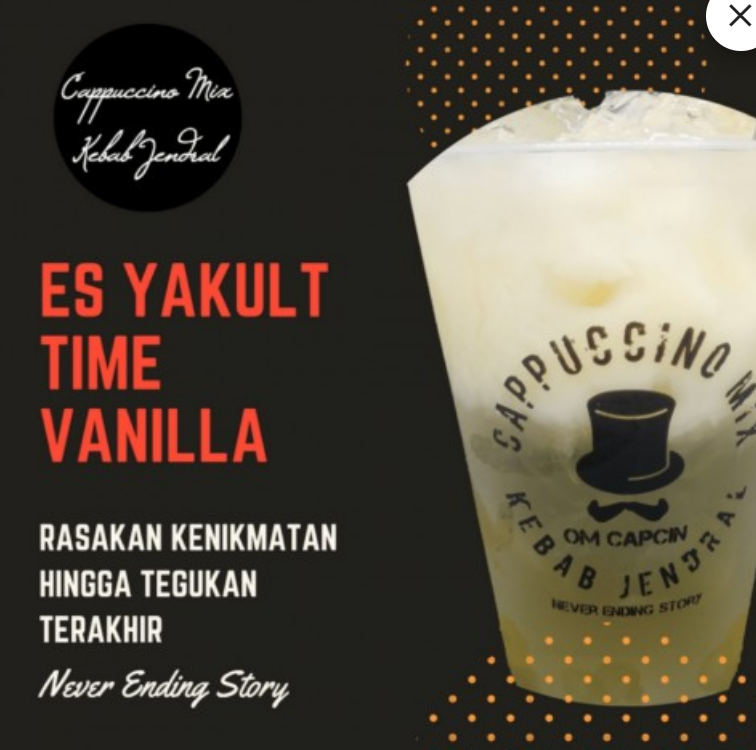 Cappuccino Mix
Kebab Jendral
ES YAKULT
TIME
VANILLA
RASAKAN KENIKMATAN
HINGGA TEGUKAN
TERAKHIR
Never Ending Story
CAPPUCCINO MIX
OM CAPCIN
KEBAB JENDRAL
NEVER ENDING STORY